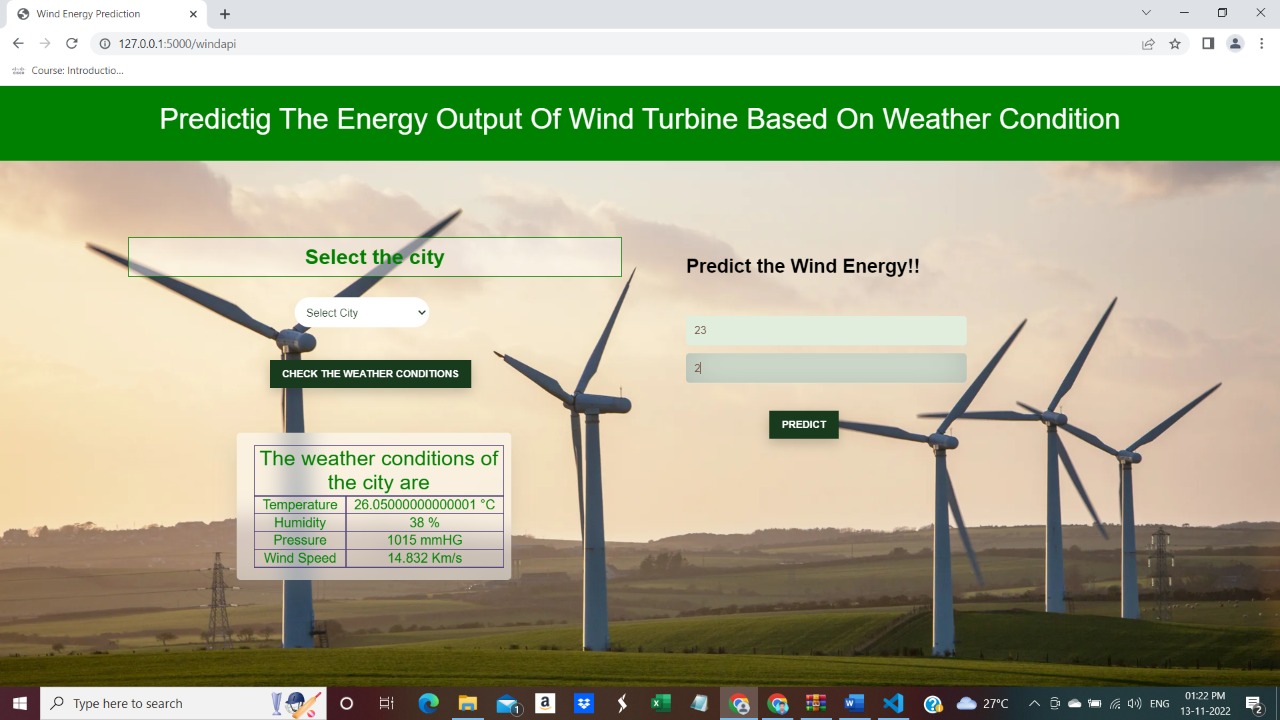 Wind Energy Prediction
127.0.0.1:5000/windapi
Course: Introductio...
Predictig The Energy Output Of Wind Turbine Based On Weather Condition
Select the city
Select City
CHECK THE WEATHER CONDITIONS
The weather conditions of
the city are
Temperature 26.05000000000001 °C
Humidity 38 %
Pressure 1015 mmHG
Wind Speed 14.832 Km/s
Predict the Wind Energy!!
23
2
PREDICT
Type here to search
1
27°C
ENG
01:22 PM
13-11-2022
2